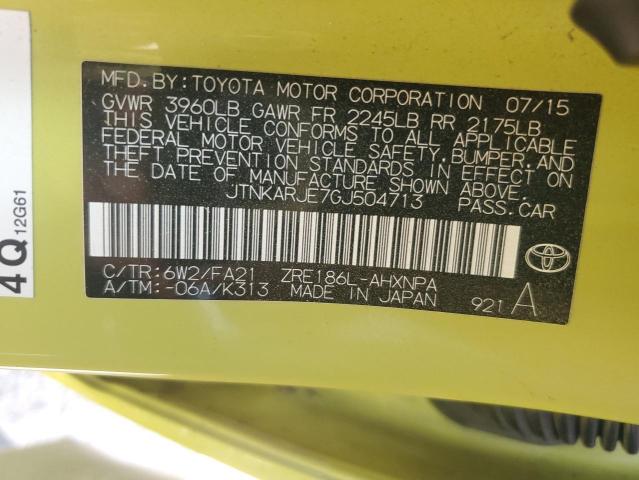 MFD.BY:TOYOTA MOTOR CORPORATION 07/15
GVWR 3960LB GAWR FR 2245LB RR 2175LB
THIS VEHICLE CONFORMS TO ALL APPLICABLE
FEDERAL MOTOR VEHICLE SAFETY,BUMPER,AND
THEFT PREVENTION STANDARDS IN EFFECT ON
THE DATE OF MANUFACTURE SHOWN ABOVE.
JTNKARJE7GJ504713 PASS.CAR
C/TR:6W2/FA21 ZRE186L-AHXNPA
A/TM:-06A/K313 MADE IN JAPAN 921 A
TOYOTA
4Q 12G61